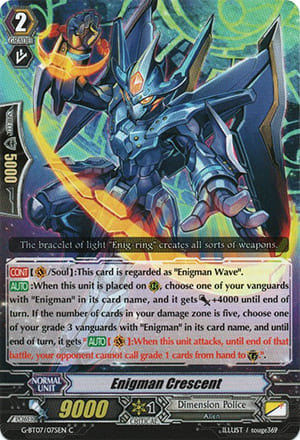 GRADE
2
5000
The bracelet of light "Enig-ring" creates all sorts of weapons.
CONT [ /Soul]:This card is regarded as "Enigman Wave".
AUTO :When this unit is placed on , choose one of your vanguards
with "Enigman" in its card name, and it gets +4000 until end of
turn. If the number of cards in your damage zone is five, choose one
of your grade 3 vanguards with "Enigman" in its card name, and until
end of turn, it gets "AUTO :When this unit attacks, until end of that
battle, your opponent cannot call grade 1 cards from hand to ."
NORMAL
UNIT
Enigman Crescent
POWER
9000
1
CRITICAL
Dimension Police
Alien
G-BT07/075EN C
ILLUST / touge369